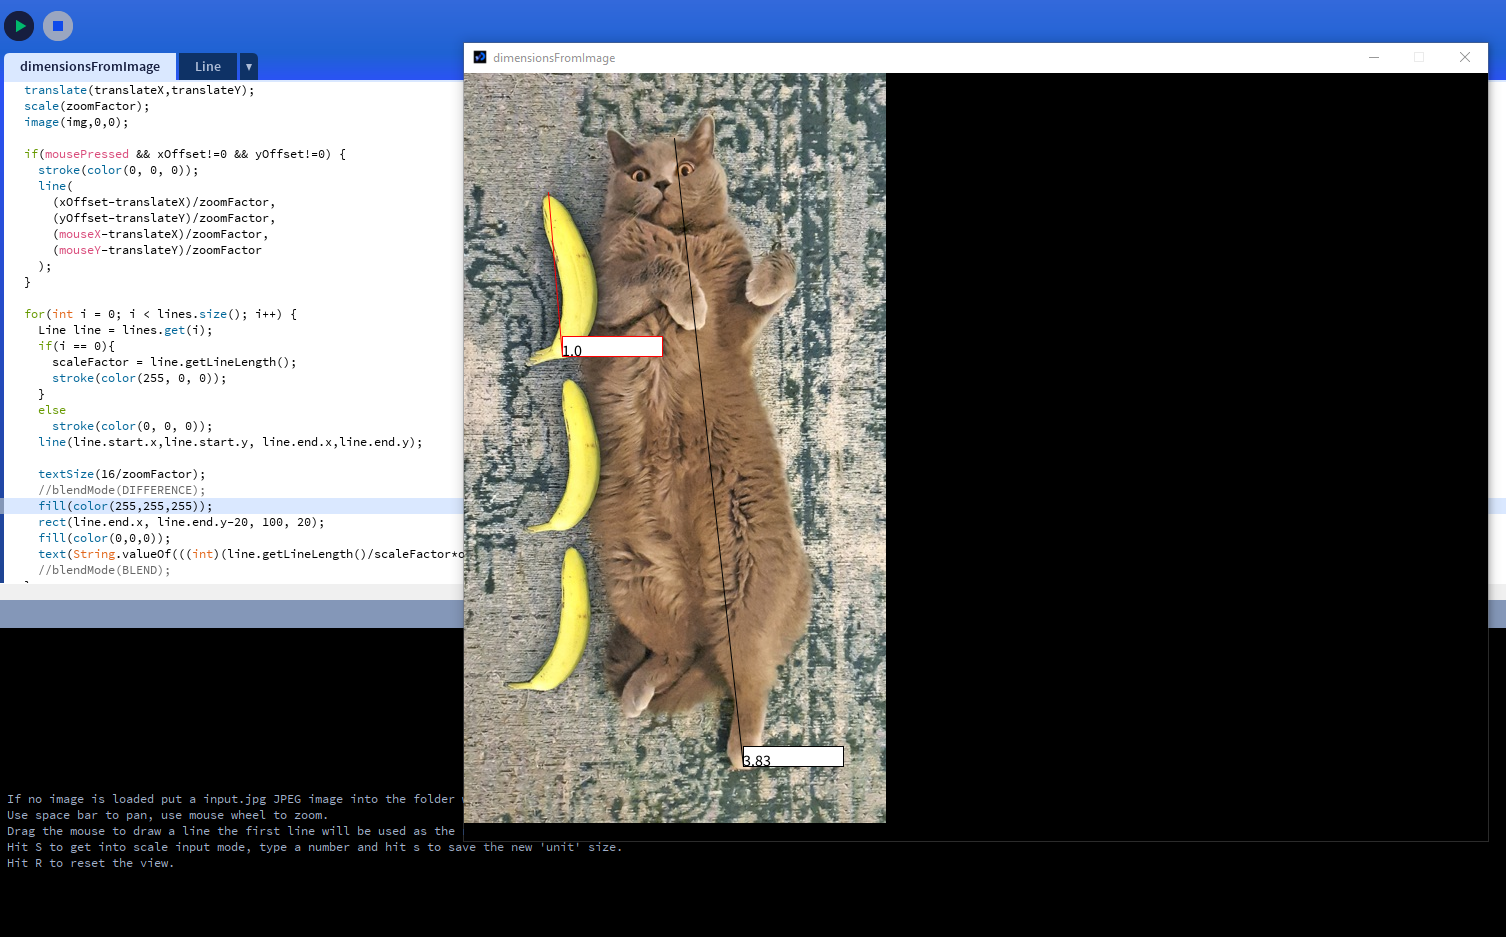 dimensionsFromImage
Line
▼
translate(translateX,translateY);
scale(zoomFactor);
image(img,0,0);
if(mousePressed && xOffset!=0 && yOffset!=0) {
stroke(color(0, 0, 0));
line(
(xOffset-translateX)/zoomFactor,
(yOffset-translateY)/zoomFactor,
(mouseX-translateX)/zoomFactor,
(mouseY-translateY)/zoomFactor
);
}
for(int i = 0; i < lines.size(); i++) {
Line line = lines.get(i);
if(i == 0){
scaleFactor = line.getLineLength();
stroke(color(255, 0, 0));
}
else
stroke(color(0, 0, 0));
line(line.start.x,line.start.y, line.end.x,line.end.y);
textSize(16/zoomFactor);
//blendMode(DIFFERENCE);
fill(color(255,255,255));
rect(line.end.x, line.end.y-20, 100, 20);
fill(color(0,0,0));
text(String.valueOf(((int)(line.getLineLength()/scaleFactor*o
//blendMode(BLEND);
dimensionsFromImage
1.0
3.83
If no image is loaded put a input.jpg JPEG image into the folder
Use space bar to pan, use mouse wheel to zoom.
Drag the mouse to draw a line the first line will be used as the
Hit S to get into scale input mode, type a number and hit s to save the new 'unit' size.
Hit R to reset the view.